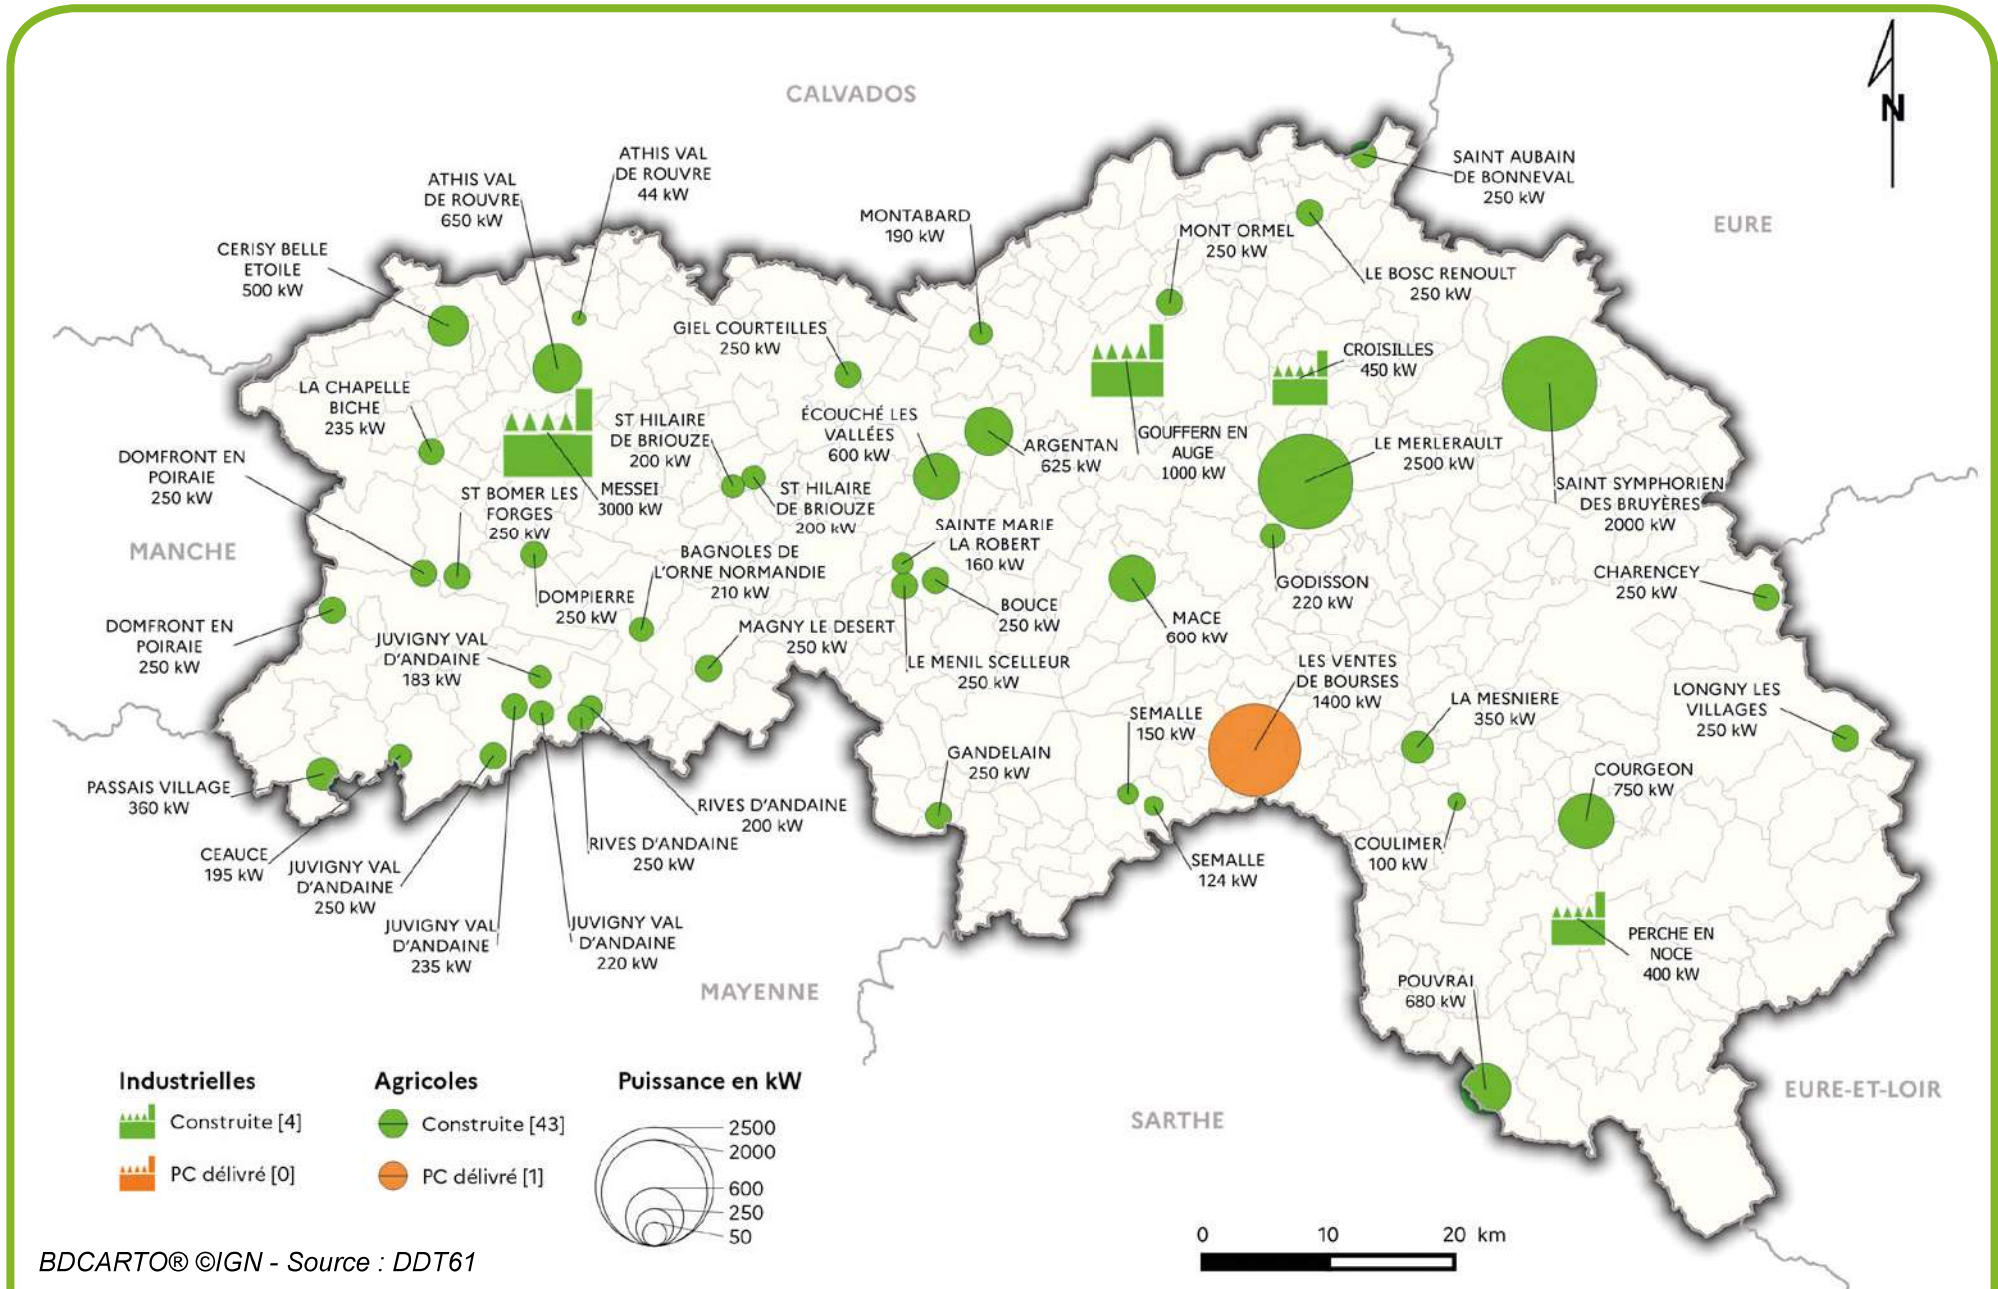 CALVADOS
N
ATHIS VAL
DE ROUVRE
44 kW
SAINT AUBAIN
DE BONNEVAL
250 kW
ATHIS VAL
DE ROUVRE
650 kW
MONTABARD
190 kW
EURE
MONT ORMEL
250 kW
CERISY BELLE
ETOILE
500 kW
LE BOSC RENOULT
250 kW
GIEL COURTEILLES
250 kW
CROISILLES
450 kW
LA CHAPELLE
BICHE
235 kW
ST HILAIRE
DE BRIOUZE
200 kW
ÉCOUCHÉ LES
VALLÉES
600 kW
ARGENTAN
625 kW
GOUFFERN EN
AUGE
1000 kW
LE MERLERAULT
2500 kW
DOMFRONT EN
POIRAIE
250 kW
ST BOMER LES
FORGES
250 kW
MESSEI
3000 kW
ST HILAIRE
DE BRIOUZE
200 kW
SAINT SYMPHORIEN
DES BRUYÈRES
2000 kW
MANCHE
SAINTE MARIE
LA ROBERT
160 kW
BAGNOLES DE
L'ORNE NORMANDIE
210 kW
DOMPIERRE
250 kW
BOUCE
250 kW
MACE
600 kW
GODISSON
220 kW
CHARENCEY
250 kW
DOMFRONT EN
POIRAIE
250 kW
JUVIGNY VAL
D'ANDAINE
183 kW
MAGNY LE DESERT
250 kW
LE MENIL SCELLEUR
250 kW
LES VENTES
DE BOURSES
1400 kW
LA MESNIERE
350 kW
LONGNY LES
VILLAGES
250 kW
SEMALLE
150 kW
GANDELAIN
250 kW
COURGEON
750 kW
PASSAIS VILLAGE
360 kW
RIVES D'ANDAINE
200 kW
RIVES D'ANDAINE
250 kW
CEAUCE
195 kW
JUVIGNY VAL
D'ANDAINE
250 kW
SEMALLE
124 kW
COULIMER
100 kW
JUVIGNY VAL
D'ANDAINE
235 kW
JUVIGNY VAL
D'ANDAINE
220 kW
PERCHE EN
NOCE
400 kW
MAYENNE
POUVRAI
680 kW
SARTHE
EURE-ET-LOIR
Industrielles
Construite [4]
PC délivré [0]
Agricoles
Construite [43]
PC délivré [1]
Puissance en kW
2500
2000
600
250
50
0 10 20 km
BDCARTO® ©IGN - Source : DDT61